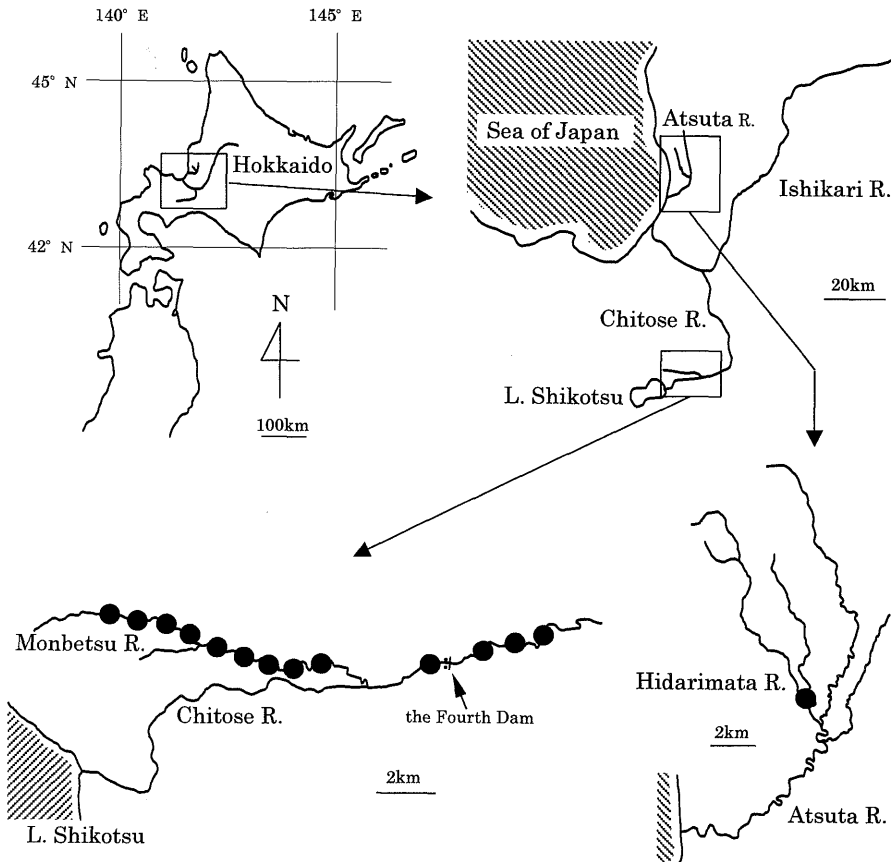 140° E
145° E
45° N
42° N
Hokkaido
N
100km
Sea of Japan
Atsuta R.
Ishikari R.
20km
Chitose R.
L. Shikotsu
Monbetsu R.
Chitose R.
the Fourth Dam
2km
L. Shikotsu
Hidarimata R.
2km
Atsuta R.